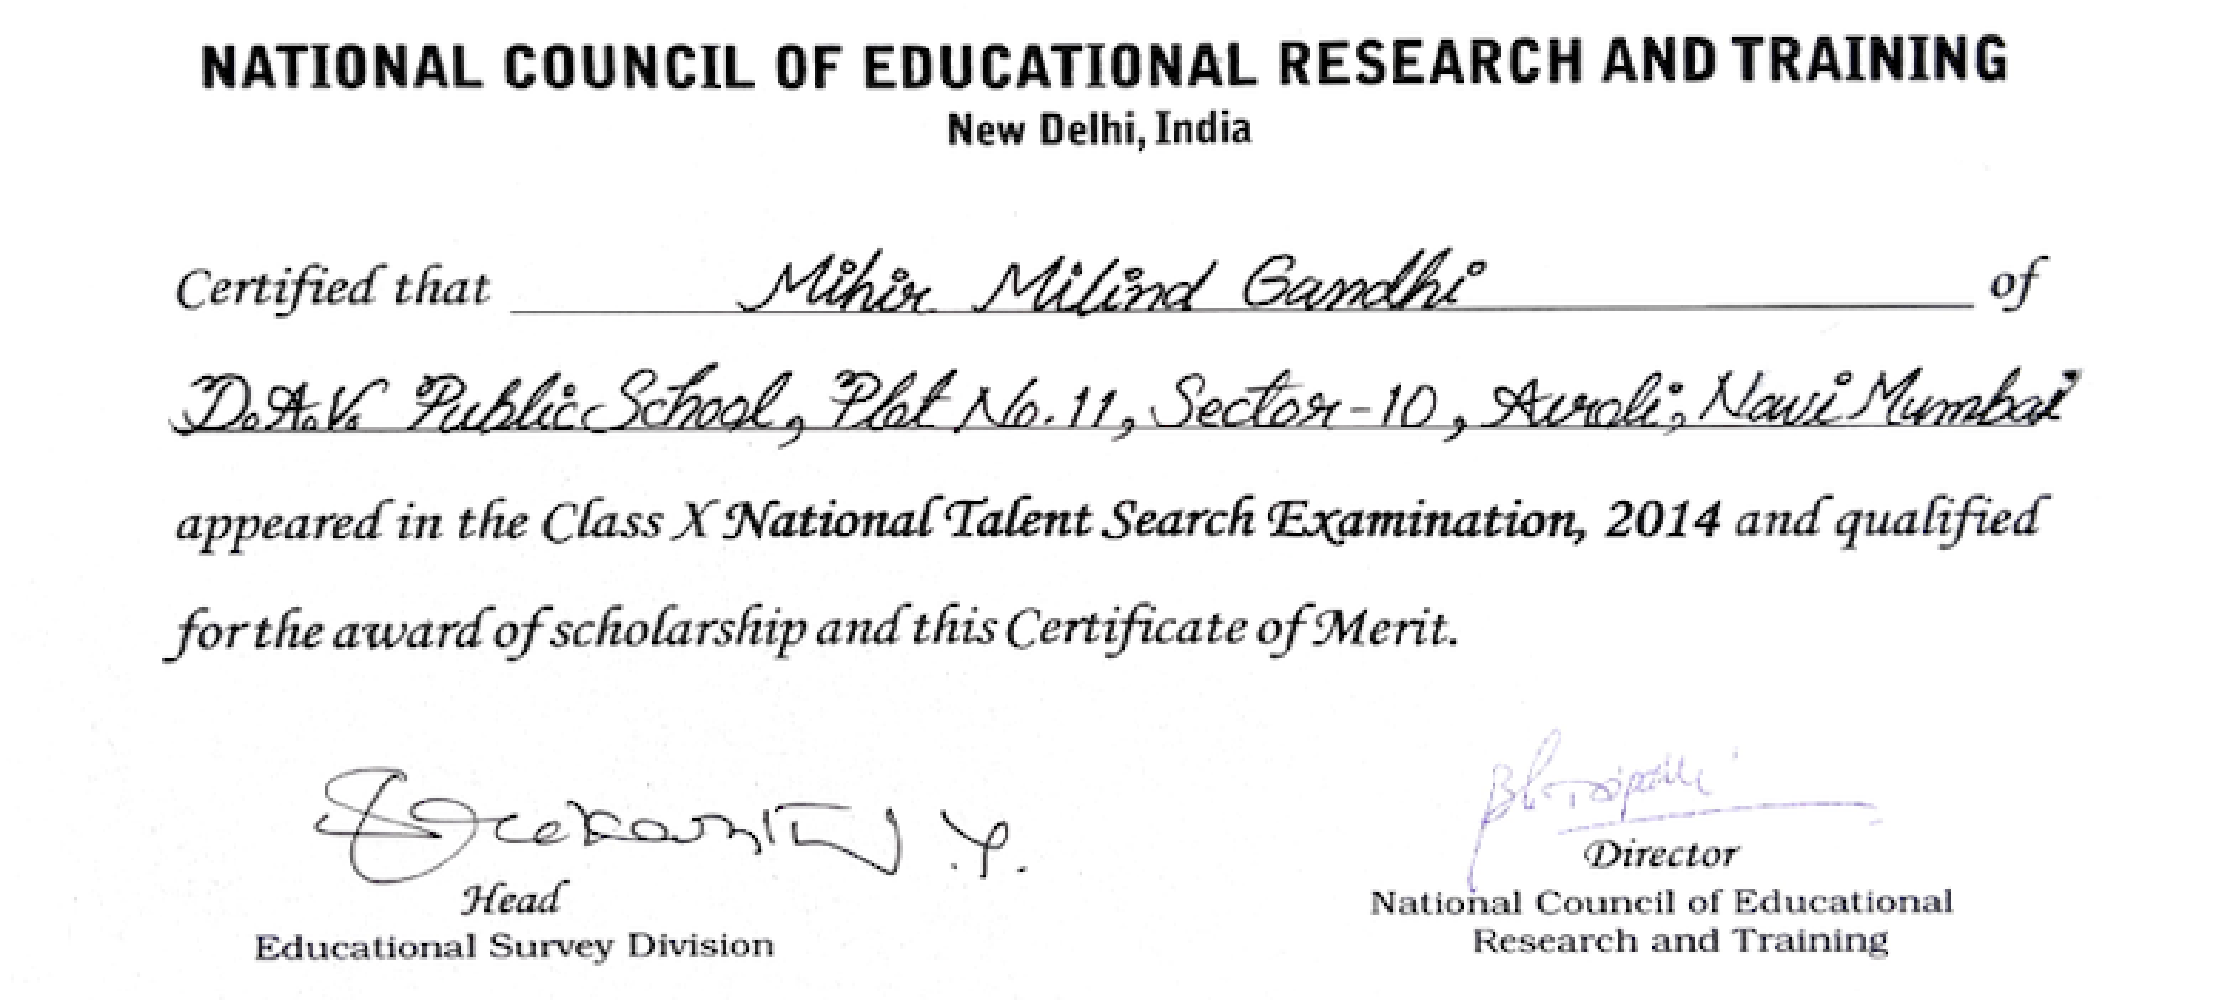 NATIONAL COUNCIL OF EDUCATIONAL RESEARCH AND TRAINING
New Delhi, India
Certified that Mihir Milind Gandhi of
D.A.V. Public School, Plot No. 11, Sector-10, Airoli, Navi Mumbai
appeared in the Class X National Talent Search Examination, 2014 and qualified
for the award of scholarship and this Certificate of Merit.
Head
Educational Survey Division
Director
National Council of Educational
Research and Training